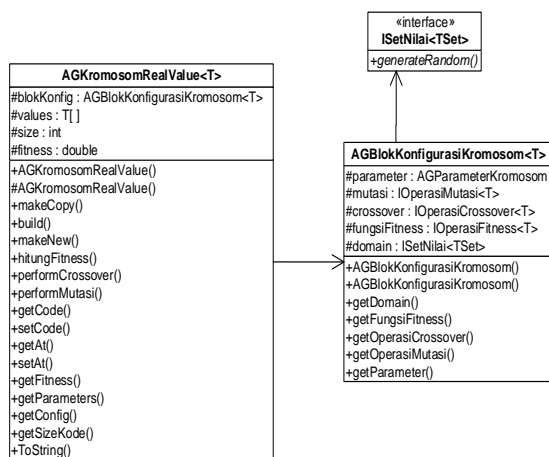 «interface»
ISetNilai<TSet>
+generateRandom()
AGKromosomRealValue<T>
#blokKonfig : AGBlokKonfigurasiKromosom<T>
#values : T[ ]
#size : int
#fitness : double
+AGKromosomRealValue()
#AGKromosomRealValue()
+makeCopy()
+build()
+makeNew()
+hitungFitness()
+performCrossover()
+performMutasi()
+getCode()
+setCode()
+getAt()
+setAt()
+getFitness()
+getParameters()
+getConfig()
+getSizeKode()
+ToString()
AGBlokKonfigurasiKromosom<T>
#parameter : AGParameterKromosom
#mutasi : IOperasiMutasi<T>
#crossover : IOperasiCrossover<T>
#fungsiFitness : IOperasiFitness<T>
#domain : ISetNilai<TSet>
+AGBlokKonfigurasiKromosom()
+AGBlokKonfigurasiKromosom()
+getDomain()
+getFungsiFitness()
+getOperasiCrossover()
+getOperasiMutasi()
+getParameter()